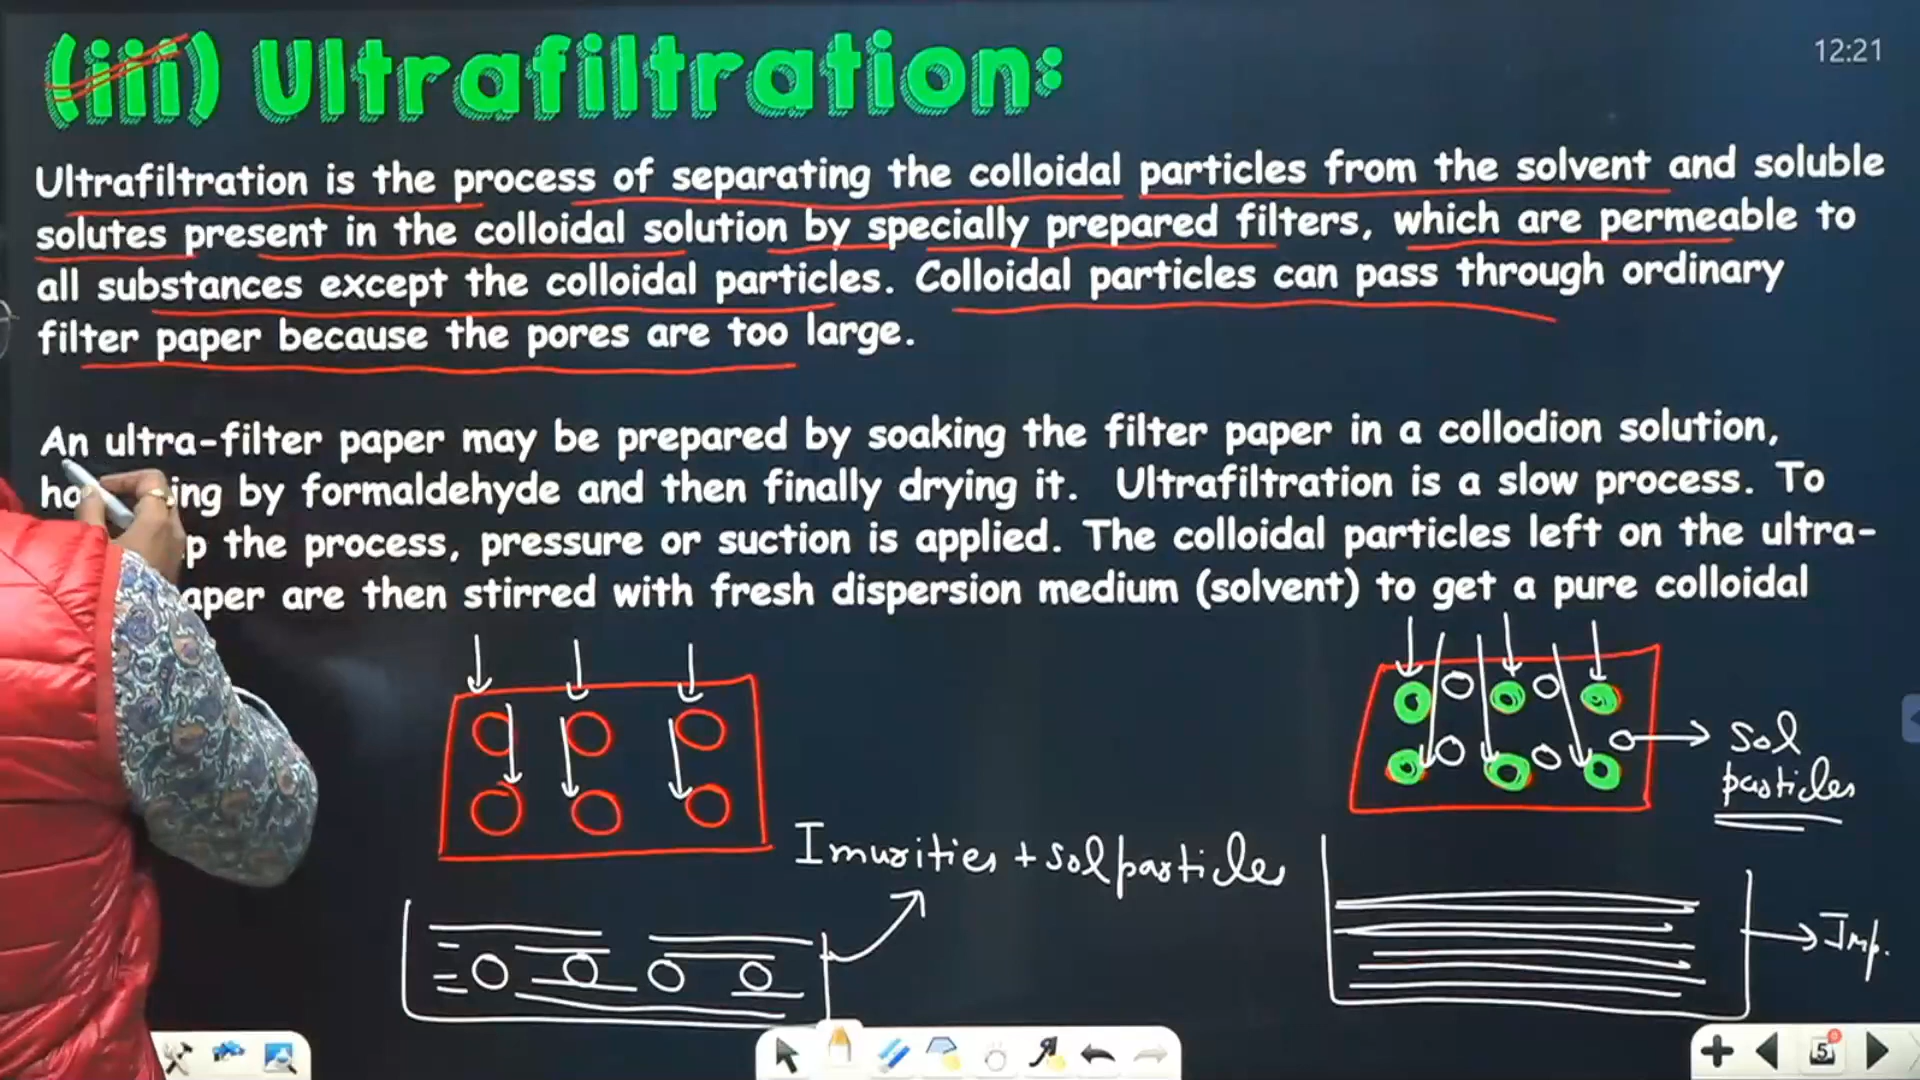 (iii) Ultrafiltration:
12:21
Ultrafiltration is the process of separating the colloidal particles from the solvent and soluble
solutes present in the colloidal solution by specially prepared filters, which are permeable to
all substances except the colloidal particles. Colloidal particles can pass through ordinary
filter paper because the pores are too large.
An ultra-filter paper may be prepared by soaking the filter paper in a collodion solution,
by formaldehyde and then finally drying it. Ultrafiltration is a slow process. To
the process, pressure or suction is applied. The colloidal particles left on the ultra-
are then stirred with fresh dispersion medium (solvent) to get a pure colloidal
Sol
particles
Imurities + sol particles
Imp.
5